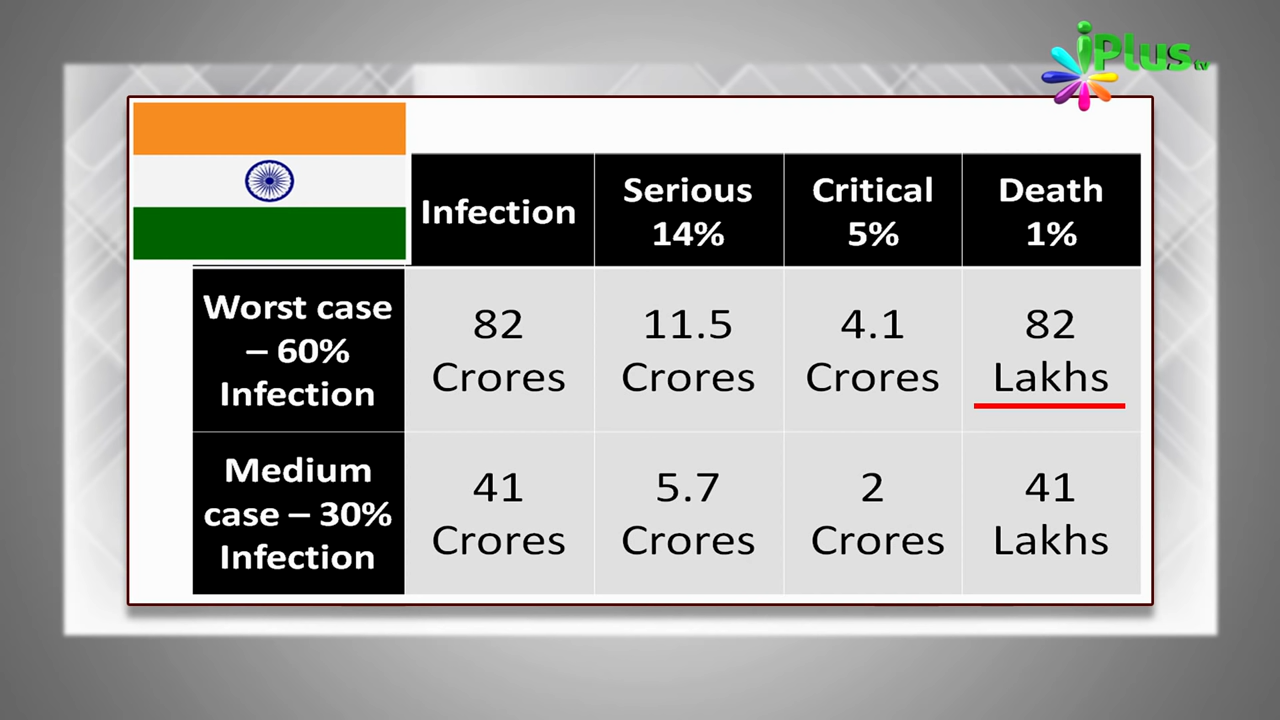 iPlus tv
Infection
Serious
14%
Critical
5%
Death
1%
Worst case
– 60%
Infection
82
Crores
11.5
Crores
4.1
Crores
82
Lakhs
Medium
case – 30%
Infection
41
Crores
5.7
Crores
2
Crores
41
Lakhs